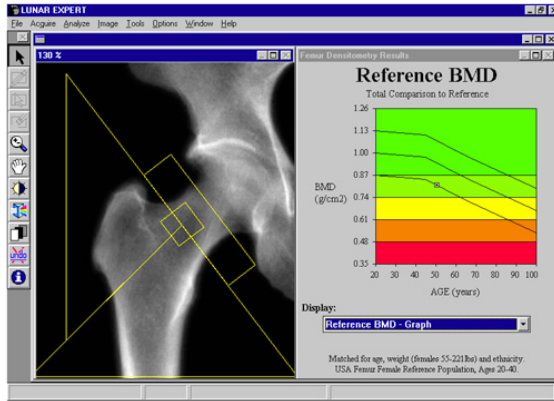 LUNAR EXPERT
File Acquire Analyze Image Tools Options Window Help
130 %
Femur Densitometry Results
Reference BMD
Total Comparison to Reference
1.26
1.13
1.00
0.87
0.74
0.61
0.48
0.35
BMD
(g/cm2)
20 30 40 50 60 70 80 90 100
AGE (years)
Display:
Reference BMD - Graph
Matched for age, weight (females 55-221lbs) and ethnicity.
USA Femur Female Reference Population, Ages 20-40.
undo